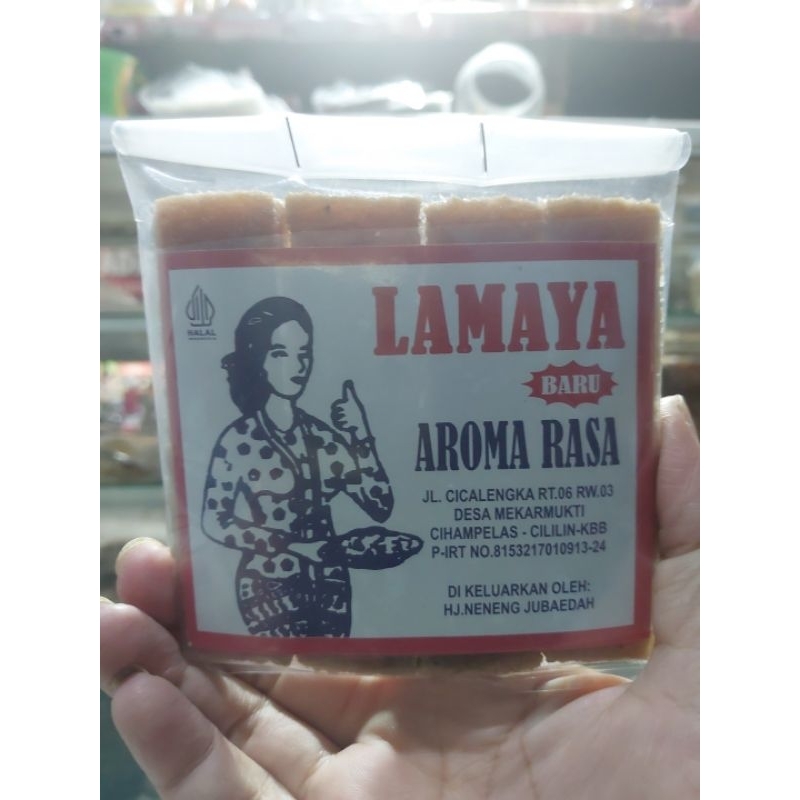 HALAL
LAMAYA
BARU
AROMA RASA
JL. CICALENGKA RT.06 RW.03
DESA MEKARMUKTI
CIHAMPELAS - CILILIN-KBB
P-IRT NO.8153217010913-24
DI KELUARKAN OLEH:
HJ.NENENG JUBAEDAH